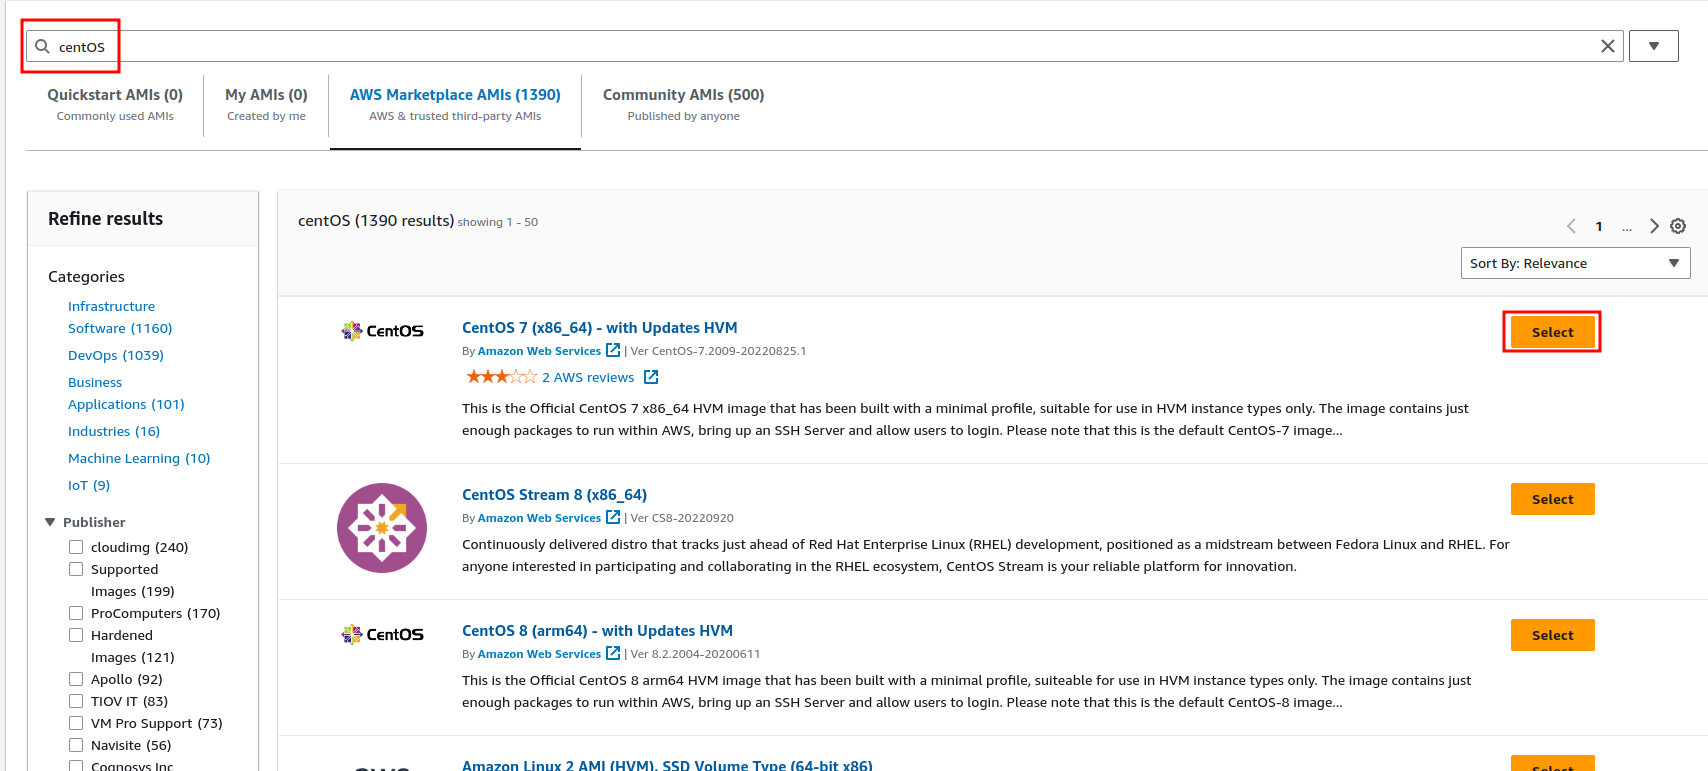 centOS
Quickstart AMIs (0)
Commonly used AMIs
My AMIs (0)
Created by me
AWS Marketplace AMIs (1390)
AWS & trusted third-party AMIs
Community AMIs (500)
Published by anyone
Refine results
Categories
Infrastructure
Software (1160)
DevOps (1039)
Business
Applications (101)
Industries (16)
Machine Learning (10)
IoT (9)
Publisher
cloudimg (240)
Supported
Images (199)
ProComputers (170)
Hardened
Images (121)
Apollo (92)
TIOV IT (83)
VM Pro Support (73)
Navisite (56)
Cognosys Inc
centOS (1390 results) showing 1 - 50
1 ...
Sort By: Relevance
CentOS
CentOS 7 (x86_64) - with Updates HVM
By Amazon Web Services | Ver CentOS-7.2009-20220825.1
2 AWS reviews
This is the Official CentOS 7 x86_64 HVM image that has been built with a minimal profile, suitable for use in HVM instance types only. The image contains just
enough packages to run within AWS, bring up an SSH Server and allow users to login. Please note that this is the default CentOS-7 image...
Select
CentOS Stream 8 (x86_64)
By Amazon Web Services | Ver CS8-20220920
Continuously delivered distro that tracks just ahead of Red Hat Enterprise Linux (RHEL) development, positioned as a midstream between Fedora Linux and RHEL. For
anyone interested in participating and collaborating in the RHEL ecosystem, CentOS Stream is your reliable platform for innovation.
Select
CentOS
CentOS 8 (arm64) - with Updates HVM
By Amazon Web Services | Ver 8.2.2004-20200611
This is the Official CentOS 8 arm64 HVM image that has been built with a minimal profile, suiteable for use in HVM instance types only. The image contains just
enough packages to run within AWS, bring up an SSH Server and allow users to login. Please note that this is the default CentOS-8 image...
Select
aws
Amazon Linux 2 AMI (HVM), SSD Volume Type (64-bit x86)
Select